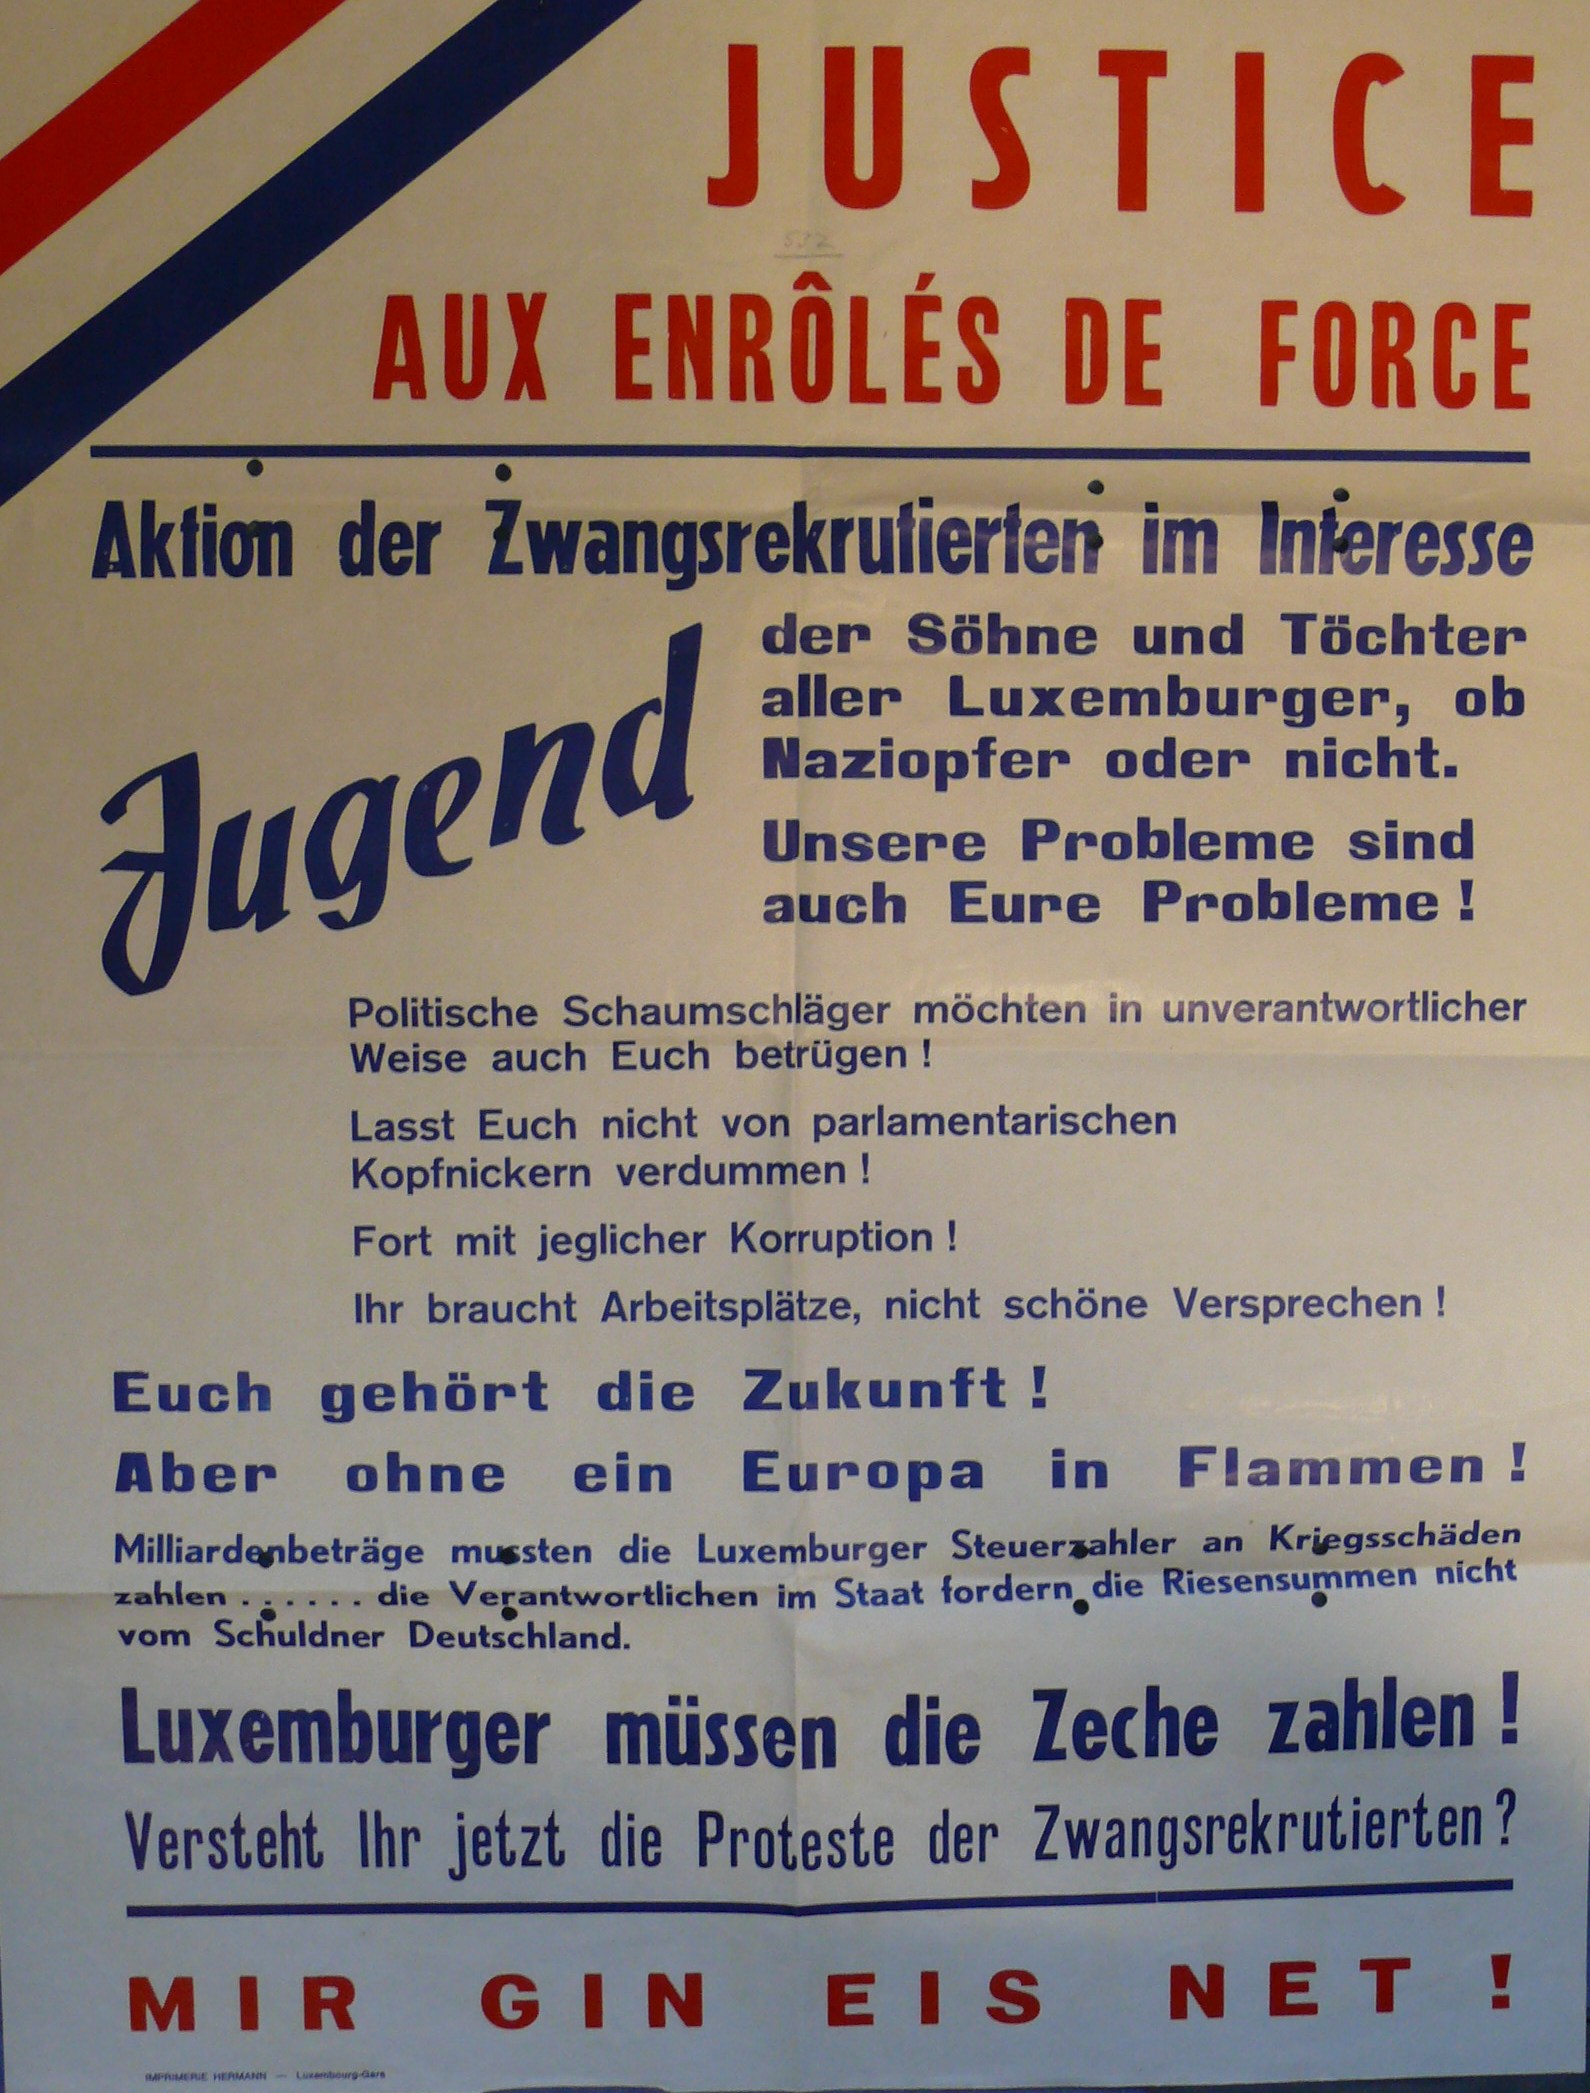 JUSTICE
AUX ENRÔLÉS DE FORCE
Aktion der Zwangsrekrutierten im Interesse
Jugend
der Söhne und Töchter
aller Luxemburger, ob
Naziopfer oder nicht.
Unsere Probleme sind
auch Eure Probleme !
Politische Schaumschläger möchten in unverantwortlicher
Weise auch Euch betrügen !
Lasst Euch nicht von parlamentarischen
Kopfnickern verdummen !
Fort mit jeglicher Korruption !
Ihr braucht Arbeitsplätze, nicht schöne Versprechen !
Euch gehört die Zukunft !
Aber ohne ein Europa in Flammen !
Milliardenbeträge mussten die Luxemburger Steuerzahler an Kriegsschäden
zahlen . . . . . . die Verantwortlichen im Staat fordern die Riesensummen nicht
vom Schuldner Deutschland.
Luxemburger müssen die Zeche zahlen !
Versteht Ihr jetzt die Proteste der Zwangsrekrutierten ?
MIR GIN EIS NET !
IMPRIMERIE HERMANN — Luxembourg-Gare